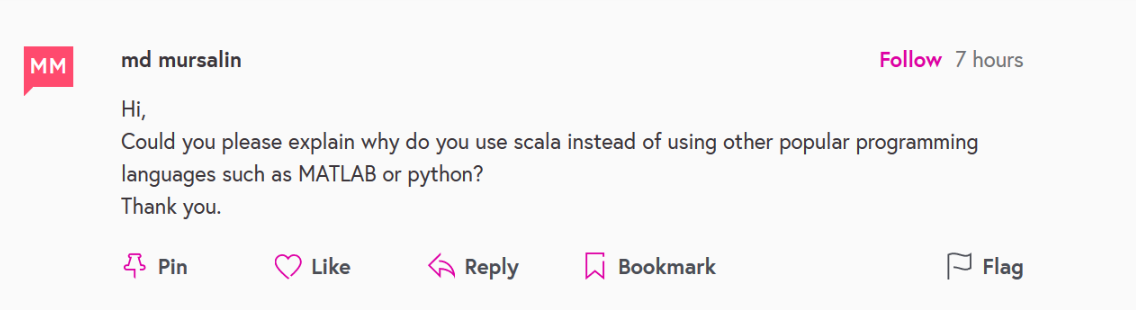 MM
md mursalin
Follow 7 hours
Hi,
Could you please explain why do you use scala instead of using other popular programming
languages such as MATLAB or python?
Thank you.
Pin Like Reply Bookmark Flag